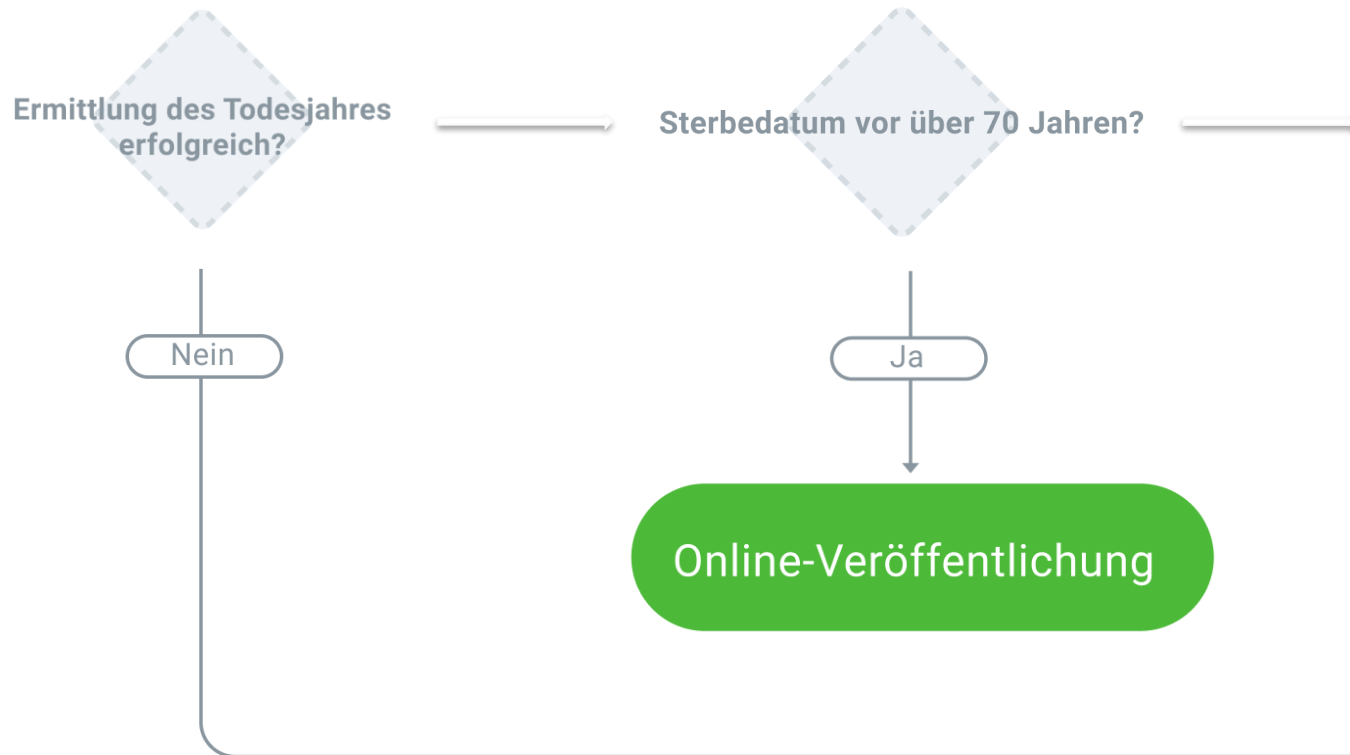 Ermittlung des Todesjahres
erfolgreich?
Sterbedatum vor über 70 Jahren?
Nein
Ja
Online-Veröffentlichung